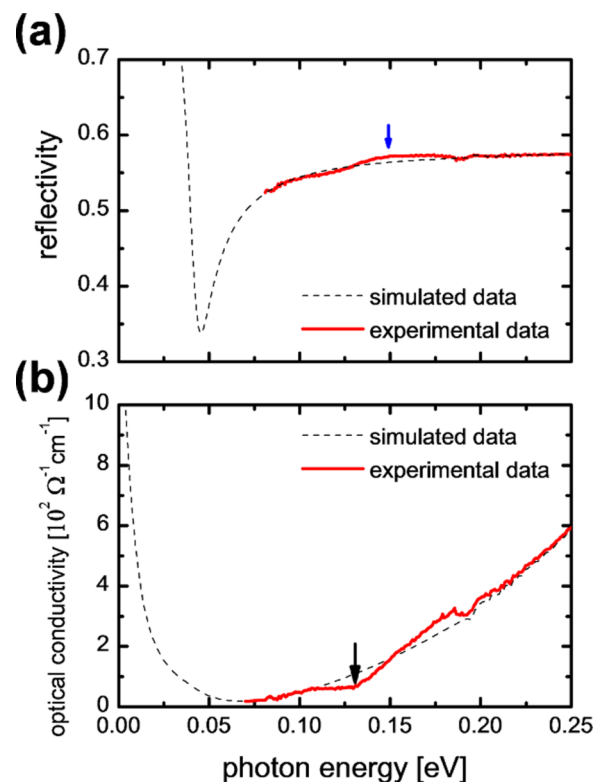 (a)
0.7
0.6
0.5
0.4
0.3
reflectivity
simulated data
experimental data
(b)
10
8
6
4
2
0
optical conductivity [10² Ω⁻¹cm⁻¹]
simulated data
experimental data
0.00 0.05 0.10 0.15 0.20 0.25
photon energy [eV]